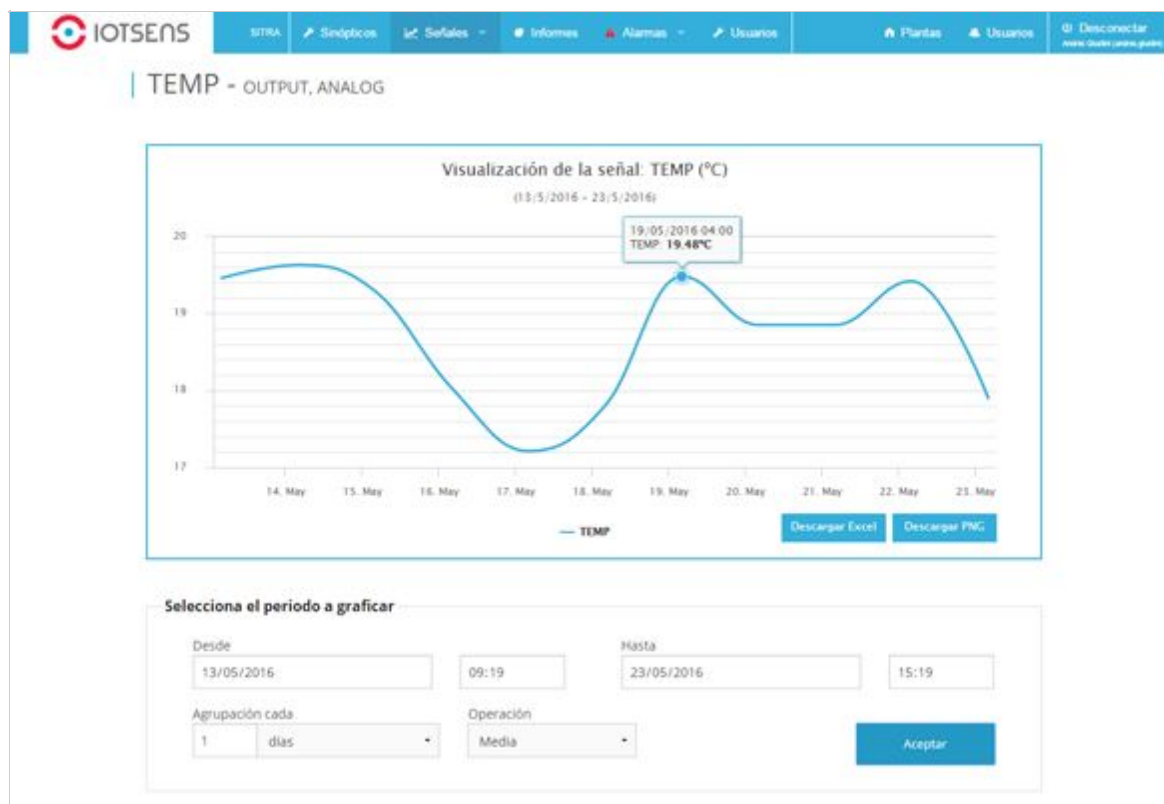 IOTSENS
SITRA Sinópticos Señales Informes Alarmas Usuarios Plantas Usuarios Desconectar
TEMP - OUTPUT, ANALOG
Visualización de la señal: TEMP (ºC)
(13/5/2016 - 23/5/2016)
19/05/2016 04:00
TEMP: 19.48ºC
20
19
18
17
14. May 15. May 16. May 17. May 18. May 19. May 20. May 21. May 22. May 23. May
TEMP
Descargar Excel Descargar PNG
Selecciona el periodo a graficar
Desde Hasta
13/05/2016 09:19 23/05/2016 15:19
Agrupación cada Operación
1 días Media Aceptar